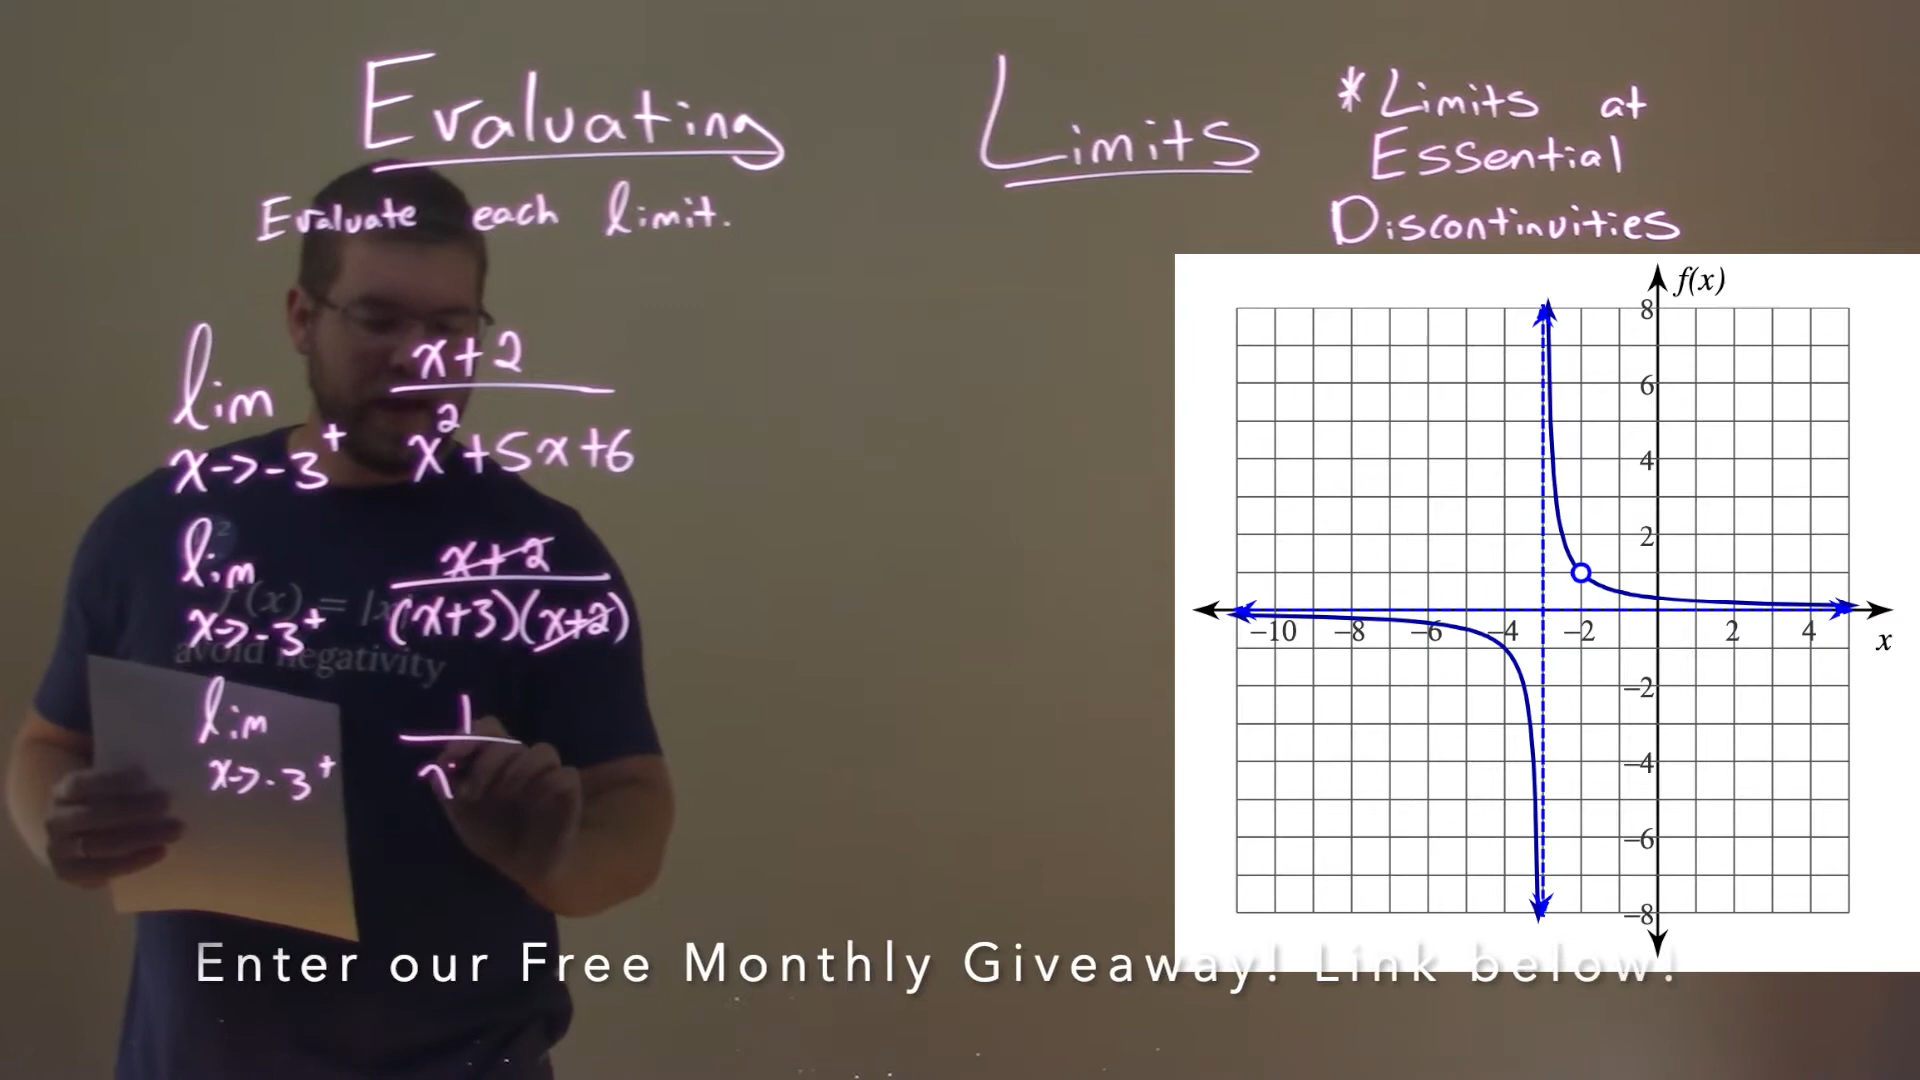 Evaluating Limits
*Limits at
Essential
Discontinuities
Evaluate each limit.
lim x+2
x->-3⁺ x²+5x+6
lim x+2
x->-3⁺ (x+3)(x+2)
lim 1
x->-3⁺ x
f(x) = |x|
avoid negativity
f(x)
8
6
4
2
-10 -8 -6 -4 -2 2 4 x
-2
-4
-6
-8
Enter our Free Monthly Giveaway! Link below!